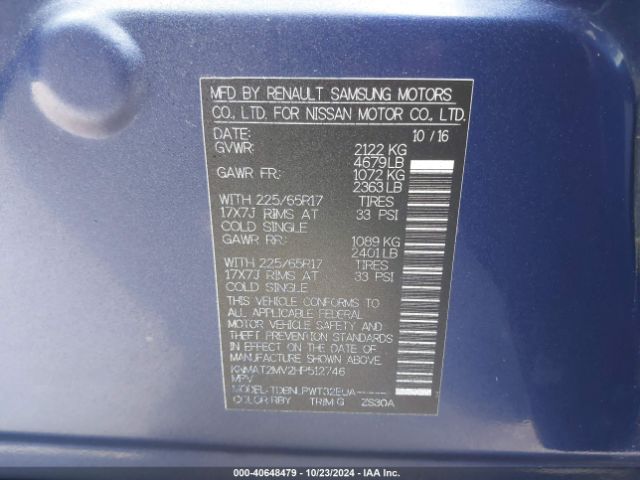 MFD BY RENAULT SAMSUNG MOTORS
CO., LTD. FOR NISSAN MOTOR CO., LTD.
DATE: 10 / 16
GVWR: 2122 KG
4679 LB
GAWR FR: 1072 KG
2363 LB
WITH 225/65R17 TIRES
17X7J RIMS AT 33 PSI
COLD SINGLE
GAWR RR: 1089 KG
2401 LB
WITH 225/65R17 TIRES
17X7J RIMS AT 33 PSI
COLD SINGLE
THIS VEHICLE CONFORMS TO
ALL APPLICABLE FEDERAL
MOTOR VEHICLE SAFETY AND
THEFT PREVENTION STANDARDS
IN EFFECT ON THE DATE OF
MANUFACTURE SHOWN ABOVE.
KNMAT2MV2HP512746
MPV
COLOR RBY TRIM G ZS30A
000-40648479 - 10/23/2024 - IAA Inc.